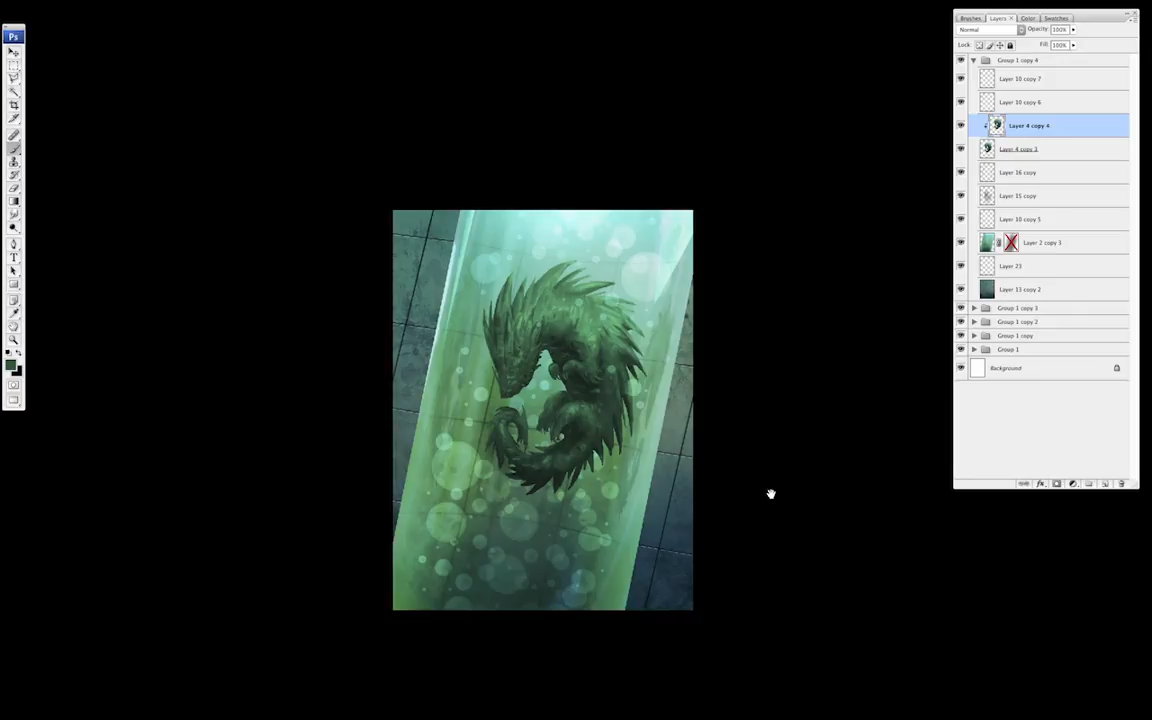 Ps
T
Brushes Layers × Color Swatches
Normal Opacity: 100%
Lock: Fill: 100%
Group 1 copy 4
Layer 10 copy 7
Layer 10 copy 6
Layer 4 copy 4
Layer 4 copy 3
Layer 16 copy
Layer 15 copy
Layer 10 copy 5
Layer 2 copy 3
Layer 23
Layer 13 copy 2
Group 1 copy 3
Group 1 copy 2
Group 1 copy
Group 1
Background
fx